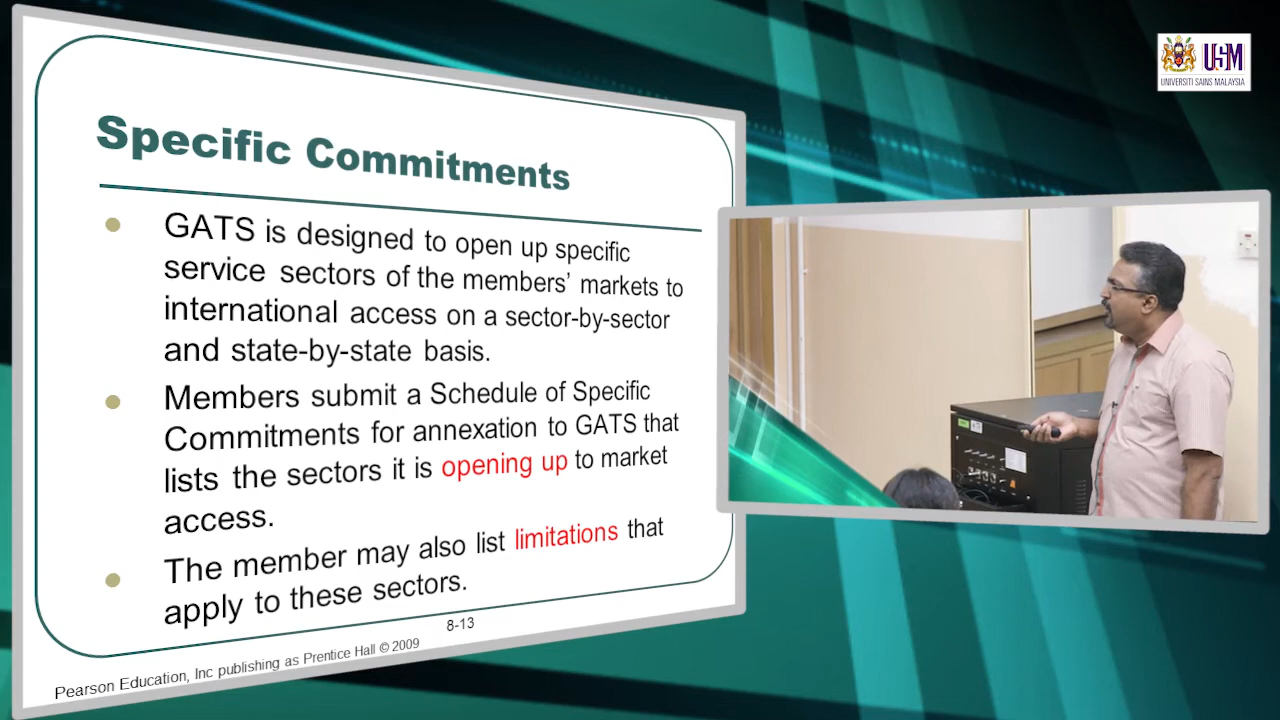 Specific Commitments
GATS is designed to open up specific
service sectors of the members' markets to
international access on a sector-by-sector
and state-by-state basis.
Members submit a Schedule of Specific
Commitments for annexation to GATS that
lists the sectors it is opening up to market
access.
The member may also list limitations that
apply to these sectors.
8-13
Pearson Education, Inc publishing as Prentice Hall © 2009
USM
UNIVERSITI SAINS MALAYSIA